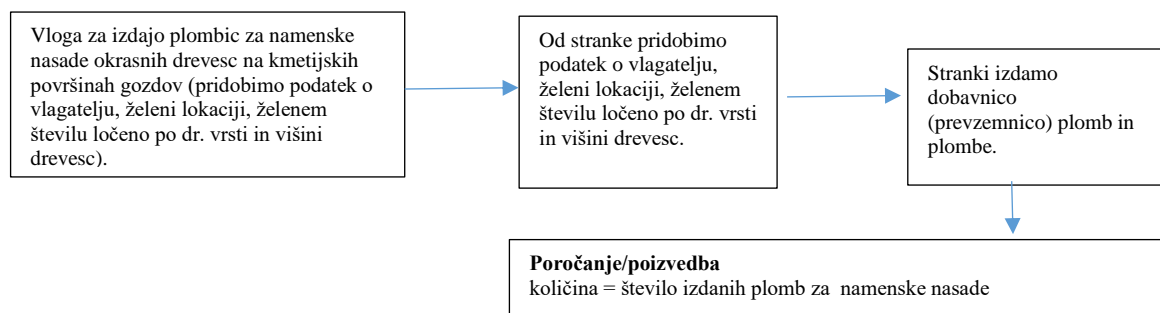 Vloga za izdajo plombic za namenske
nasade okrasnih drevesc na kmetijskih
površinah gozdov (pridobimo podatek o
vlagatelju, želeni lokaciji, želenem
številu ločeno po dr. vrsti in višini
drevesc).
Od stranke pridobimo
podatek o vlagatelju,
želeni lokaciji, želenem
številu ločeno po dr. vrsti
in višini drevesc.
Stranki izdamo
dobavnico
(prevzemnico) plomb in
plombe.
Poročanje/poizvedba
količina = število izdanih plomb za namenske nasade